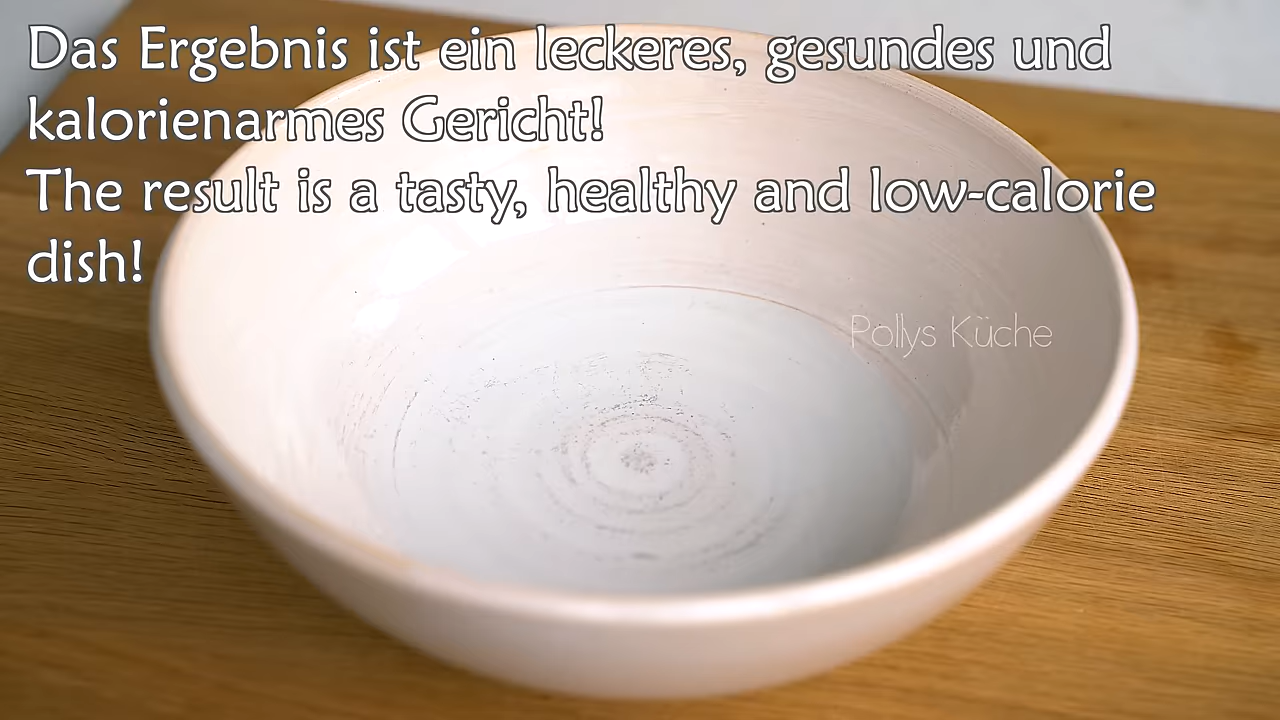 Das Ergebnis ist ein leckeres, gesundes und
kalorienarmes Gericht!
The result is a tasty, healthy and low-calorie
dish!
Pollys Küche